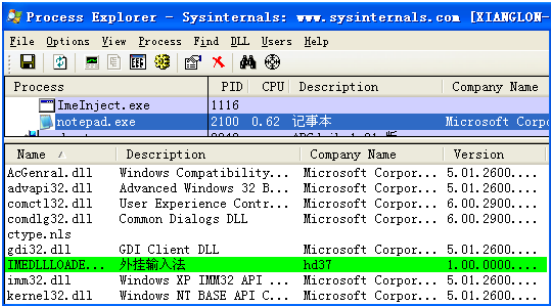 Process Explorer - Sysinternals: www.sysinternals.com [XIANGLON-
File Options View Process Find DLL Users Help
Process PID CPU Description Company Name
ImeInject.exe 1116
notepad.exe 2100 0.62 记事本 Microsoft Corpo
Name Description Company Name Version
AcGenral.dll Windows Compatibility... Microsoft Corpor... 5.01.2600....
advapi32.dll Advanced Windows 32 B... Microsoft Corpor... 5.01.2600....
comctl32.dll User Experience Contr... Microsoft Corpor... 6.00.2900....
comdlg32.dll Common Dialogs DLL Microsoft Corpor... 6.00.2900....
ctype.nls
gdi32.dll GDI Client DLL Microsoft Corpor... 5.01.2600....
IMEDLLLOADE... 外挂输入法 hd37 1.00.0000....
imm32.dll Windows XP IMM32 API ... Microsoft Corpor... 5.01.2600....
kernel32.dll Windows NT BASE API C... Microsoft Corpor... 5.01.2600....